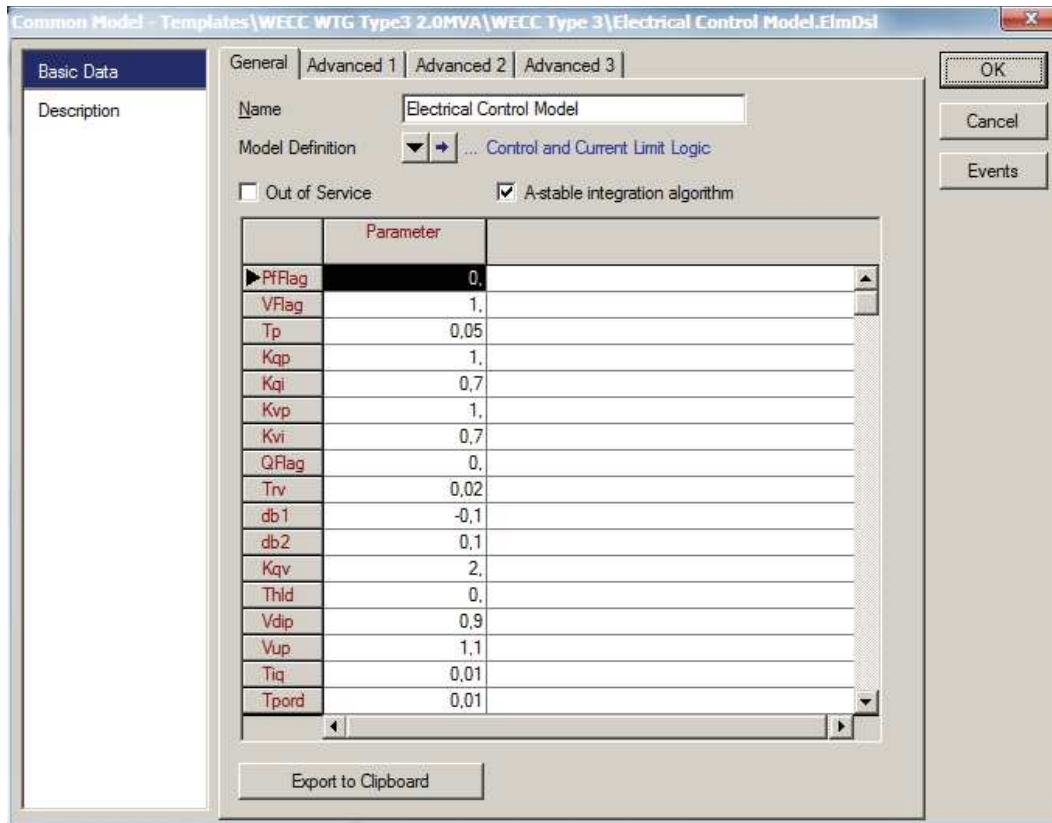 Common Model - Templates\WECC WTG Type3 2.0MVA\WECC Type 3\Electrical Control Model.ElmDsl
x
Basic Data
Description
General
Advanced 1
Advanced 2
Advanced 3
OK
Cancel
Events
Name
Electrical Control Model
Model Definition
... Control and Current Limit Logic
Out of Service
A-stable integration algorithm
Parameter
PfFlag 0,
VFlag 1,
Tp 0,05
Kqp 1,
Kqi 0,7
Kvp 1,
Kvi 0,7
QFlag 0,
Trv 0,02
db1 -0,1
db2 0,1
Kqv 2,
Thld 0,
Vdip 0,9
Vup 1,1
Tiq 0,01
Tpord 0,01
Export to Clipboard